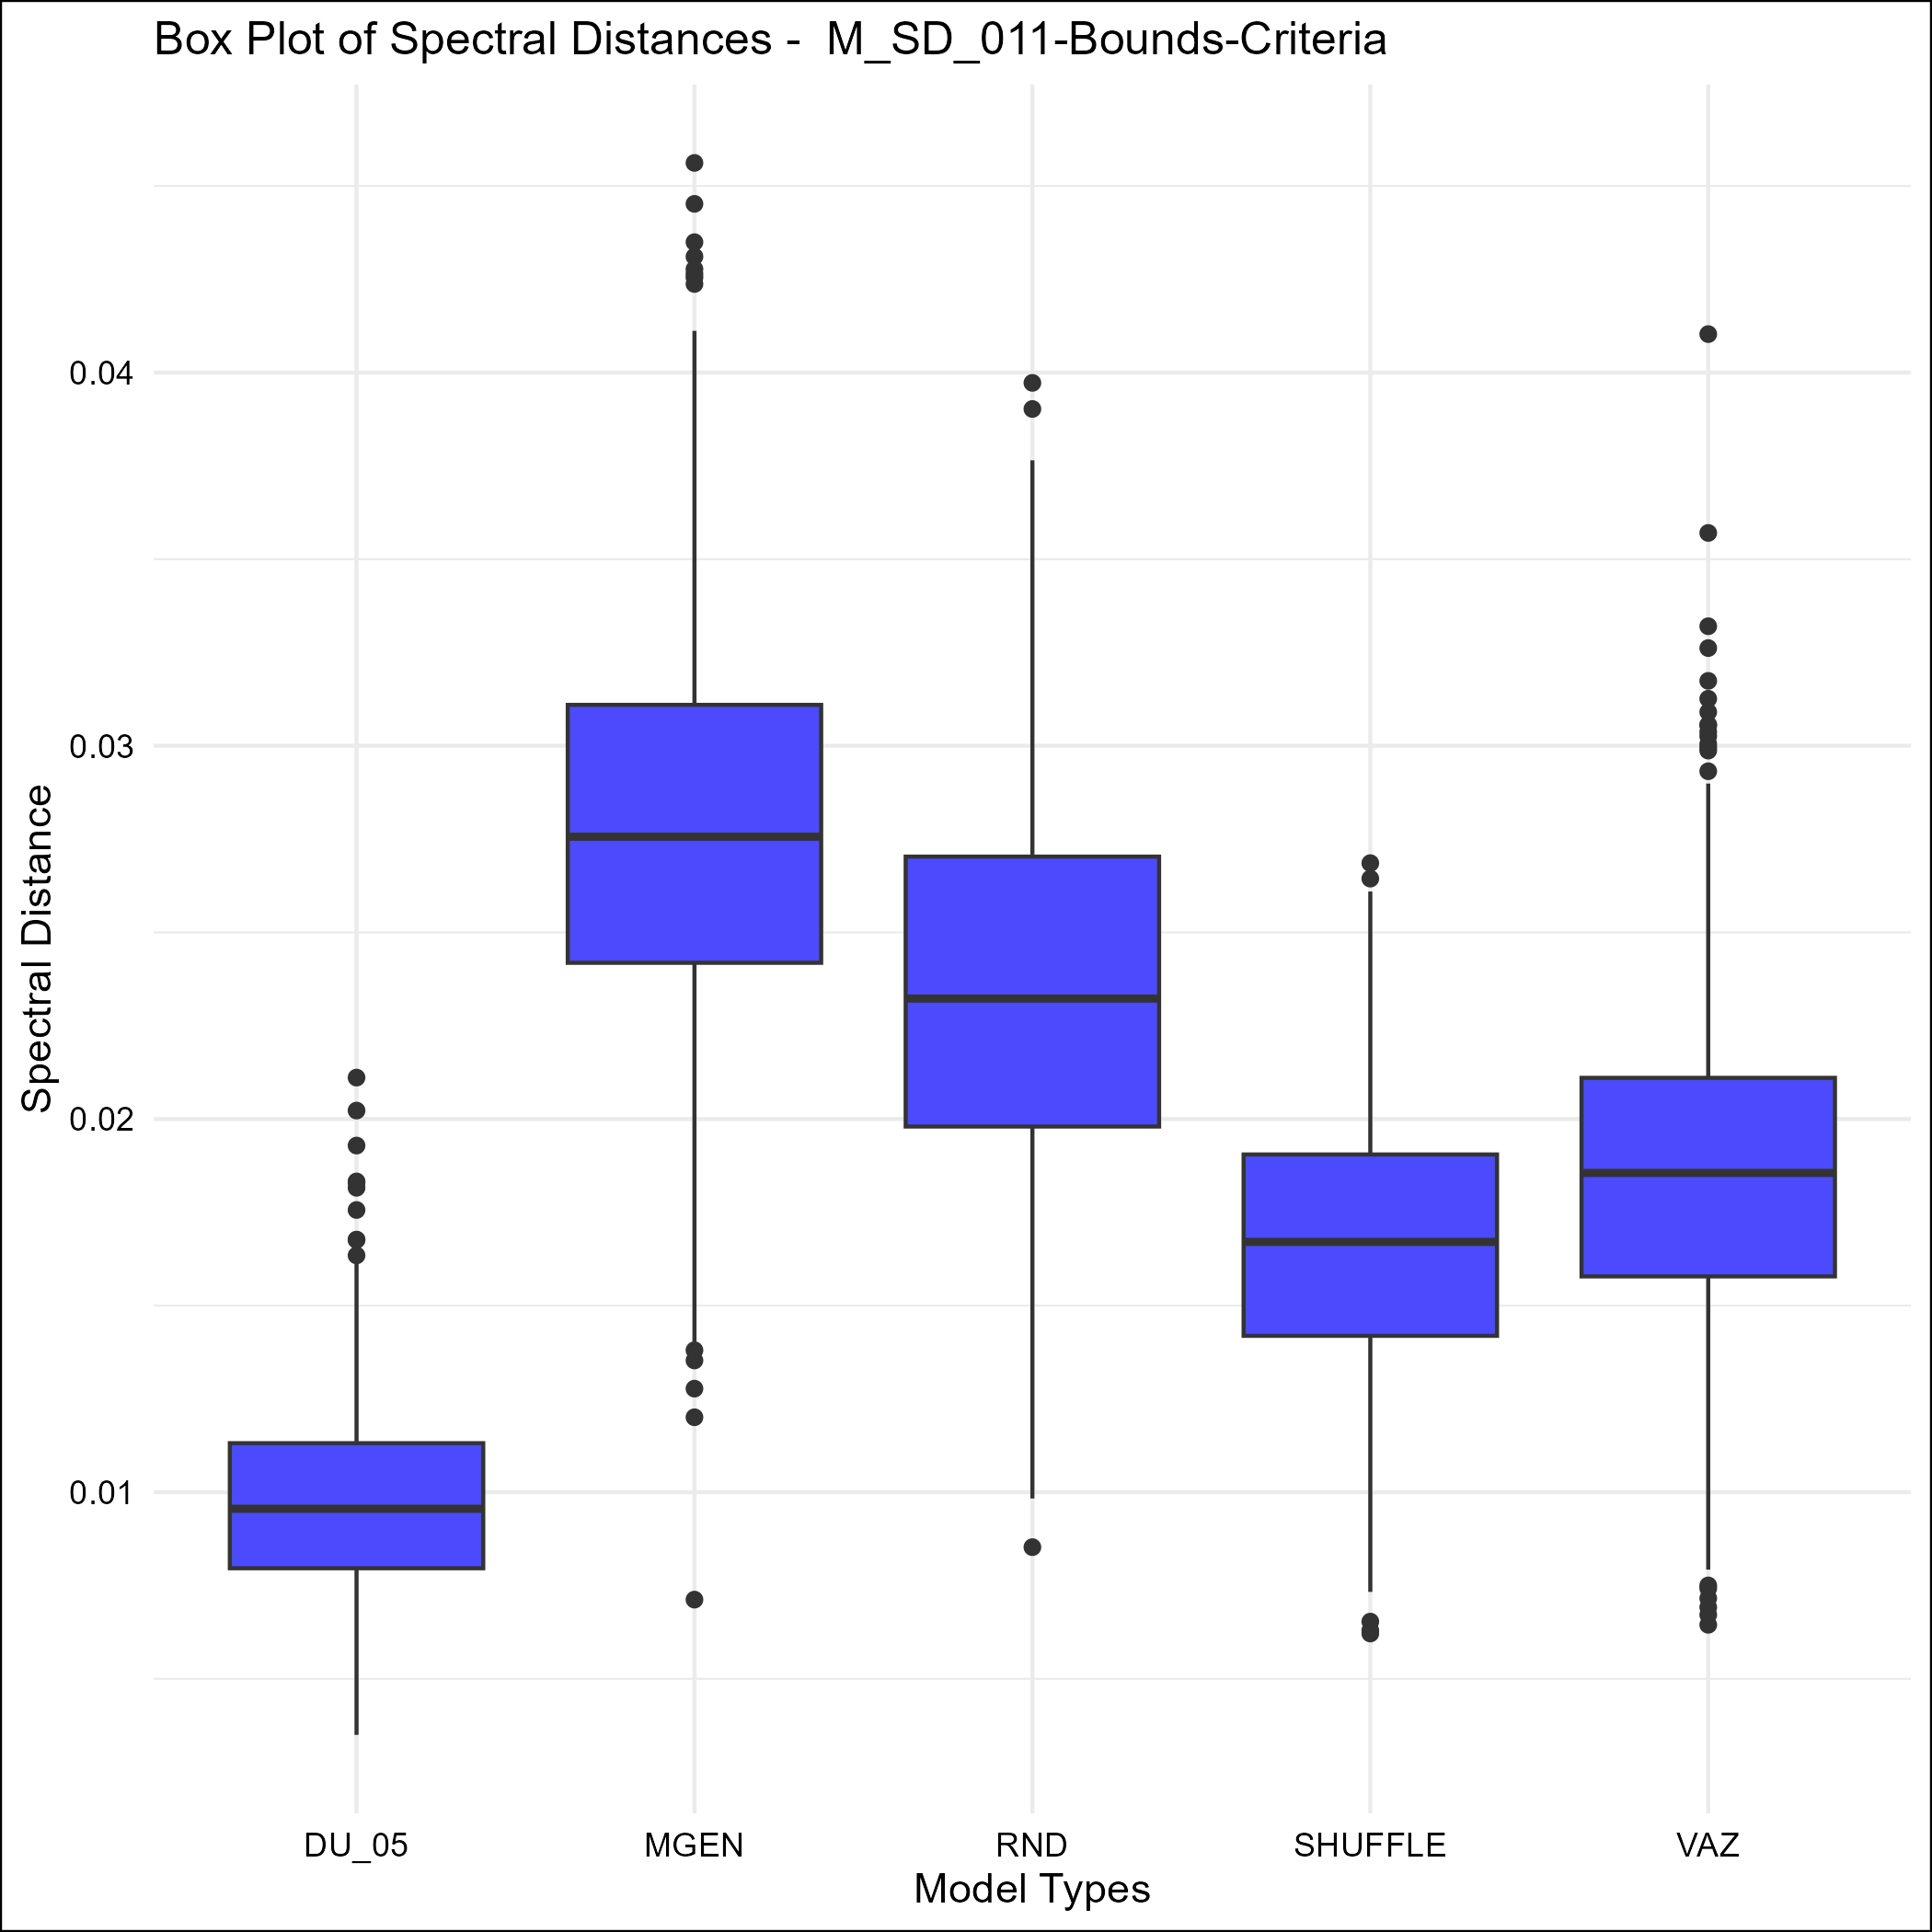 Box Plot of Spectral Distances -  M_SD_011-Bounds-Criteria
Spectral Distance
0.04
0.03
0.02
0.01
DU_05 MGEN RND SHUFFLE VAZ
Model Types